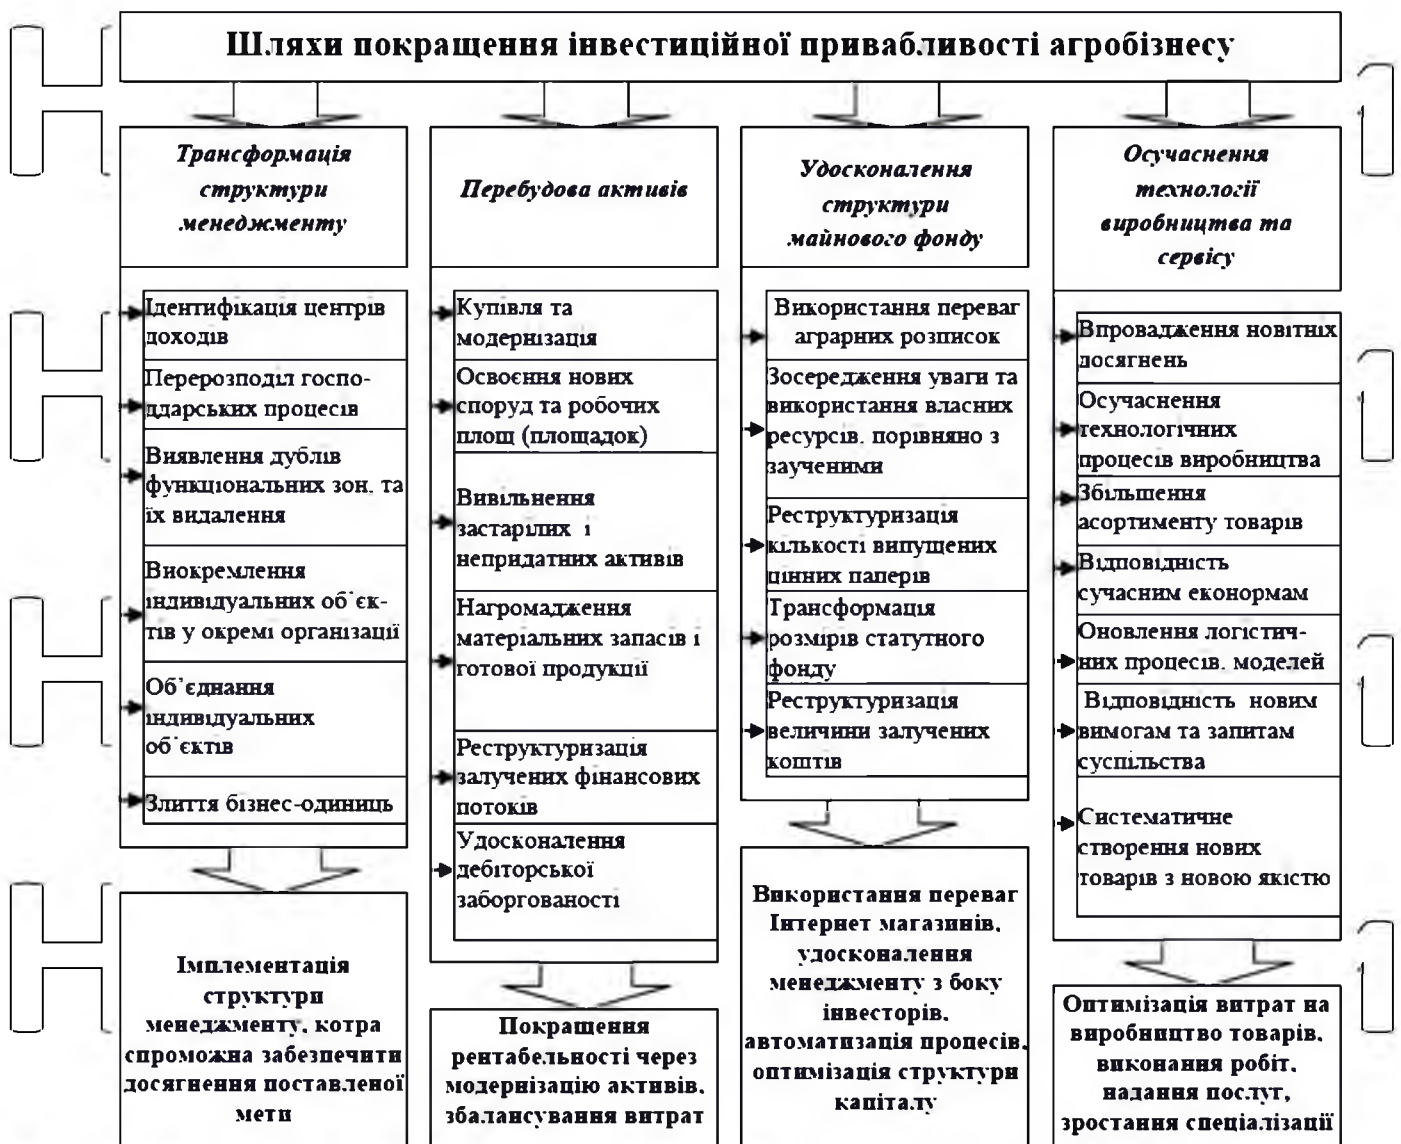 Шляхи покращення інвестиційної привабливості агробізнесу
Трансформація
структури
менеджменту
Ідентифікація центрів
доходів
Перерозподіл госпо-
ддарських процесів
Виявлення дублів
функціональних зон. та
їх видалення
Виокремлення
індивідуальних об'єк-
тів у окремі організації
Об'єднання
індивідуальних
об'єктів
Злиття бізнес-одиниць
Імплементація
структури
менеджменту, котра
спроможна забезпечити
досягнення поставленої
мети
Перебудова активів
Купівля та
модернізація
Освоєння нових
споруд та робочих
площ (площадок)
Вивільнення
застарілих і
непридатних активів
Нагромадження
матеріальних запасів і
готової продукції
Реструктуризація
залучених фінансових
потоків
Удосконалення
дебіторської
заборгованості
Покращення
рентабельності через
модернізацію активів,
збалансування витрат
Удосконалення
структури
майнового фонду
Використання переваг
аграрних розписок
Зосередження уваги та
використання власних
ресурсів. порівняно з
заученими
Реструктуризація
кількості випущених
цінних паперів
Трансформація
розмірів статутного
фонду
Реструктуризація
величини залучених
коштів
Використання переваг
Інтернет магазинів,
удосконалення
менеджменту з боку
інвесторів,
автоматизація процесів,
оптимізація структури
капіталу
Осучаснення
технології
виробництва та
сервісу
Впровадження новітніх
досягнень
Осучаснення
технологічних
процесів виробництва
Збільшення
асортименту товарів
Відповідність
сучасним еконормам
Оновлення логістич-
них процесів. моделей
Відповідність новим
вимогам та запитам
суспільства
Систематичне
створення нових
товарів з новою якістю
Оптимізація витрат на
виробництво товарів,
виконання робіт,
надання послуг,
зростання спеціалізації